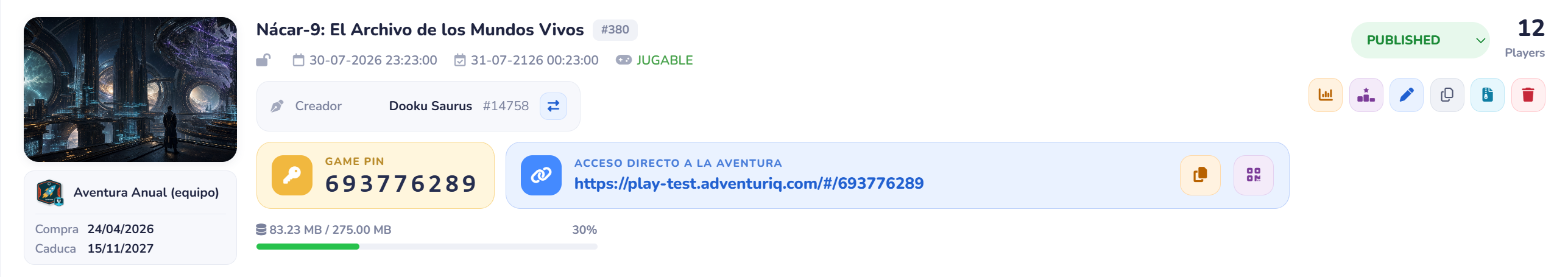 Nácar-9: El Archivo de los Mundos Vivos #380
30-07-2026 23:23:00 31-07-2126 00:23:00 JUGABLE
PUBLISHED
12
Players
Creador Dooku Saurus #14758
GAME PIN
693776289
ACCESO DIRECTO A LA AVENTURA
https://play-test.adventuriq.com/#/693776289
Aventura Anual (equipo)
Compra 24/04/2026
Caduca 15/11/2027
83.23 MB / 275.00 MB 30%